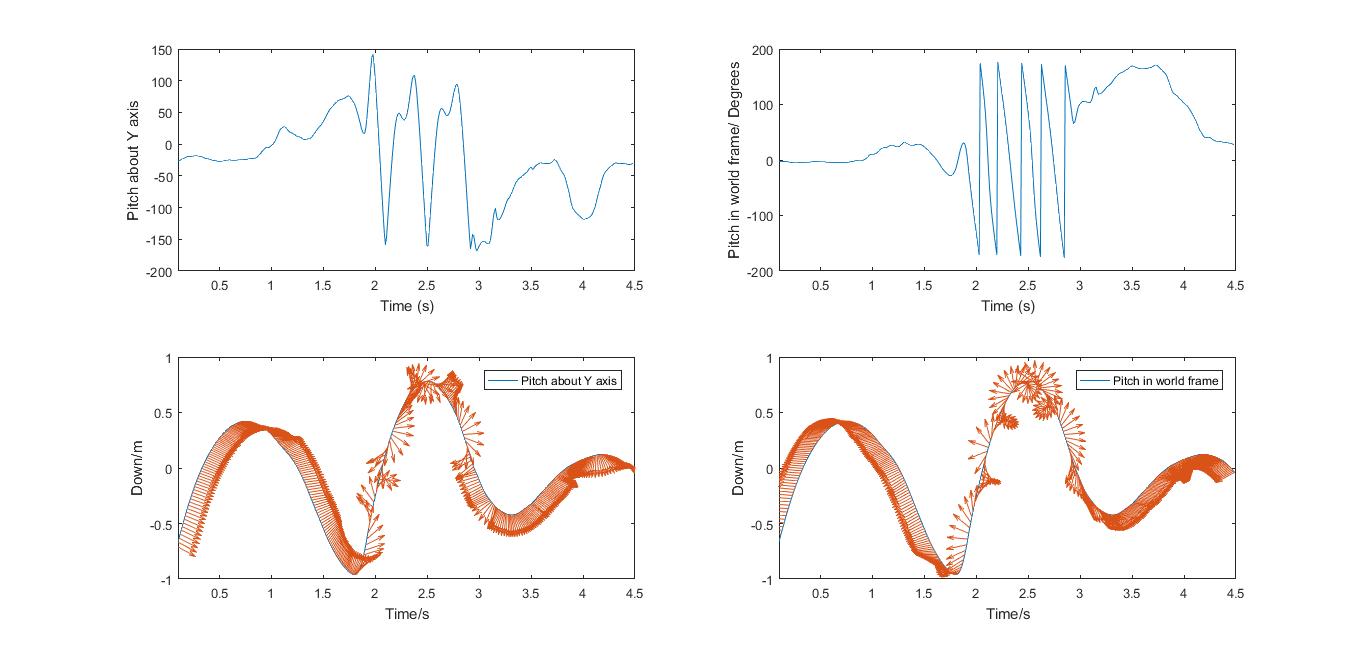 Pitch about Y axis
150
100
50
0
-50
-100
-150
-200
0.5 1 1.5 2 2.5 3 3.5 4 4.5
Time (s)
Pitch in world frame/ Degrees
200
100
0
-100
-200
0.5 1 1.5 2 2.5 3 3.5 4 4.5
Time (s)
Down/m
1
0.5
0
-0.5
-1
Pitch about Y axis
0.5 1 1.5 2 2.5 3 3.5 4 4.5
Time/s
Down/m
1
0.5
0
-0.5
-1
Pitch in world frame
0.5 1 1.5 2 2.5 3 3.5 4 4.5
Time/s